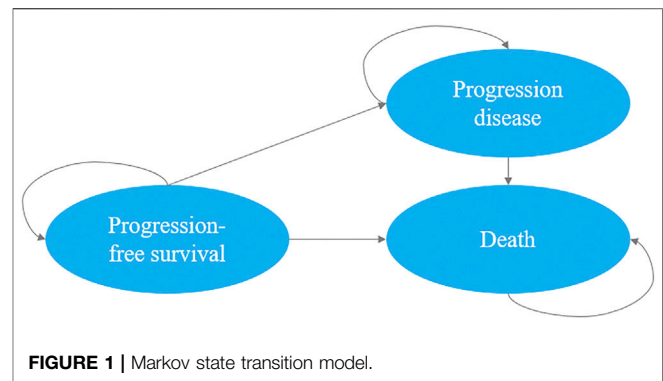 Progression
disease
Progression-
free survival
Death
FIGURE 1 | Markov state transition model.